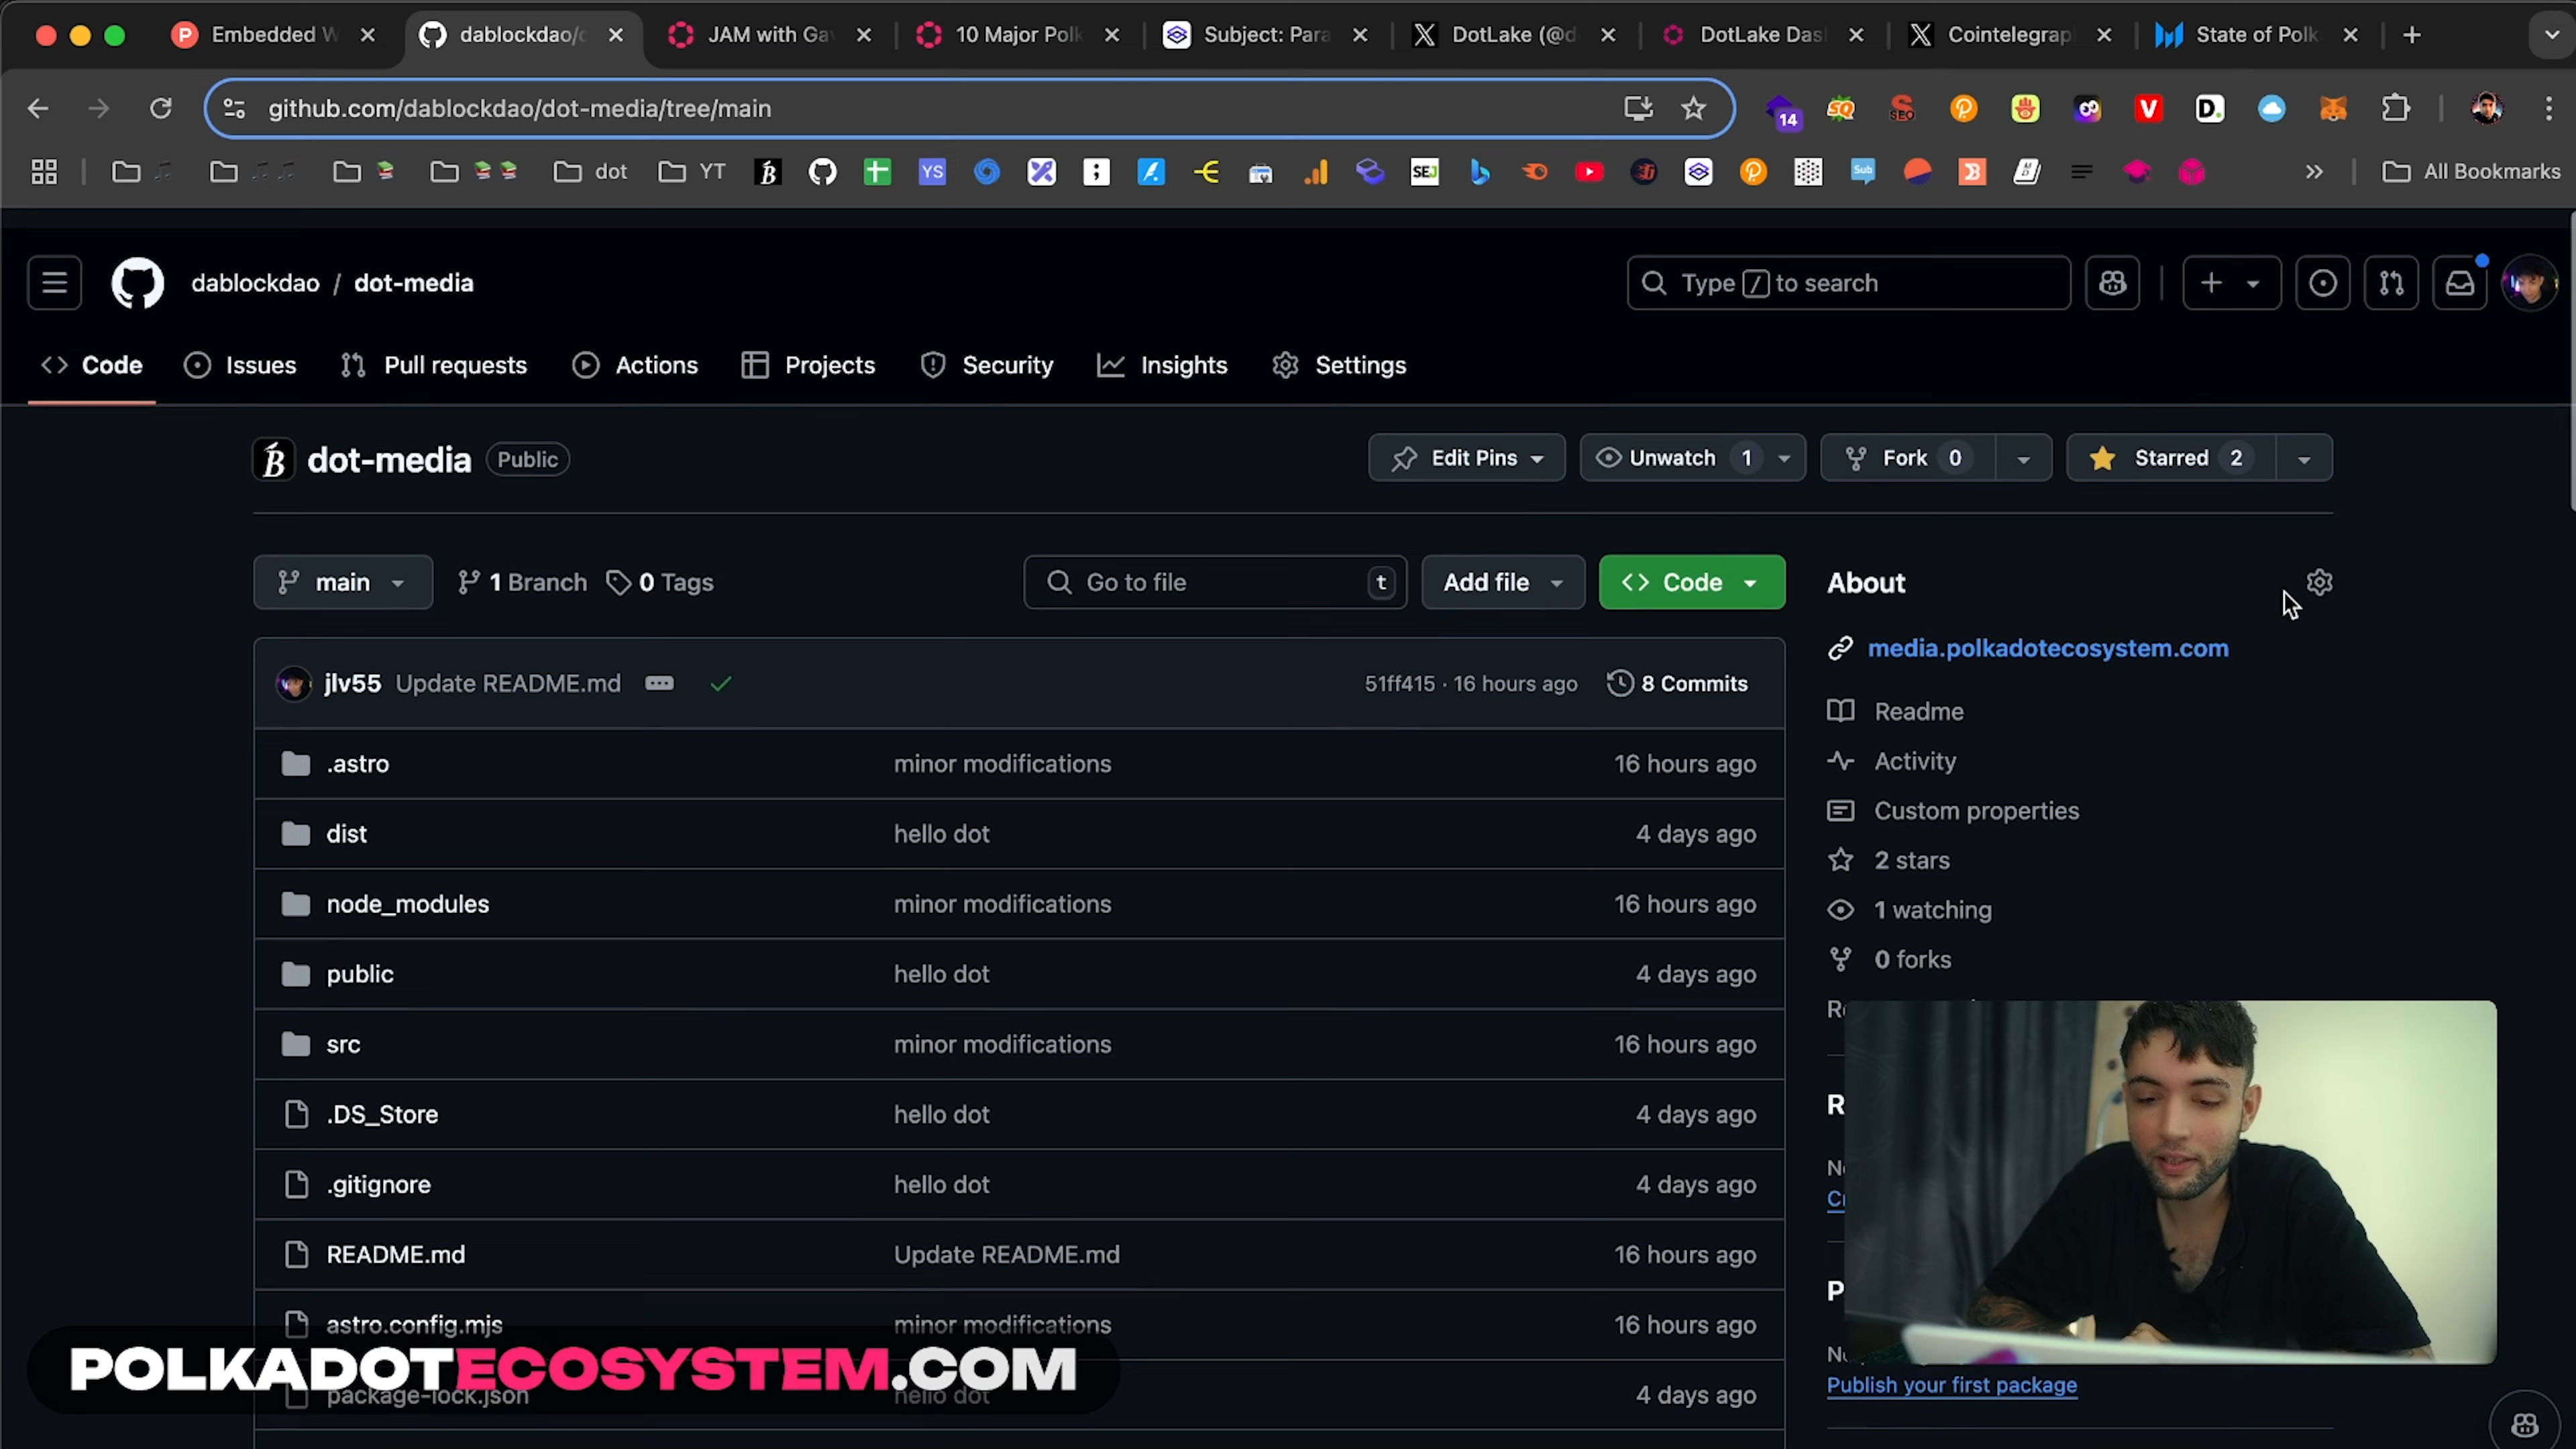 Embedded W
dablockdao/
JAM with Ga
10 Major Polk
Subject: Para
DotLake (@d
DotLake Das
Cointelegrap
State of Polk
github.com/dablockdao/dot-media/tree/main
14
SQ
SEO
V
D.
dot
YT
YS
SEJ
Sub
All Bookmarks
dablockdao / dot-media
Type / to search
Code
Issues
Pull requests
Actions
Projects
Security
Insights
Settings
dot-media
Public
Edit Pins
Unwatch 1
Fork 0
Starred 2
main
1 Branch
0 Tags
Go to file
t
Add file
Code
About
media.polkadotecosystem.com
jlv55 Update README.md
51ff415 · 16 hours ago
8 Commits
Readme
.astro minor modifications 16 hours ago
Activity
Custom properties
dist hello dot 4 days ago
2 stars
node_modules minor modifications 16 hours ago
1 watching
public hello dot 4 days ago
0 forks
src minor modifications 16 hours ago
.DS_Store hello dot 4 days ago
.gitignore hello dot 4 days ago
README.md Update README.md 16 hours ago
astro.config.mjs minor modifications 16 hours ago
POLKADOTECOSYSTEM.COM
package-lock.json hello dot 4 days ago
Publish your first package